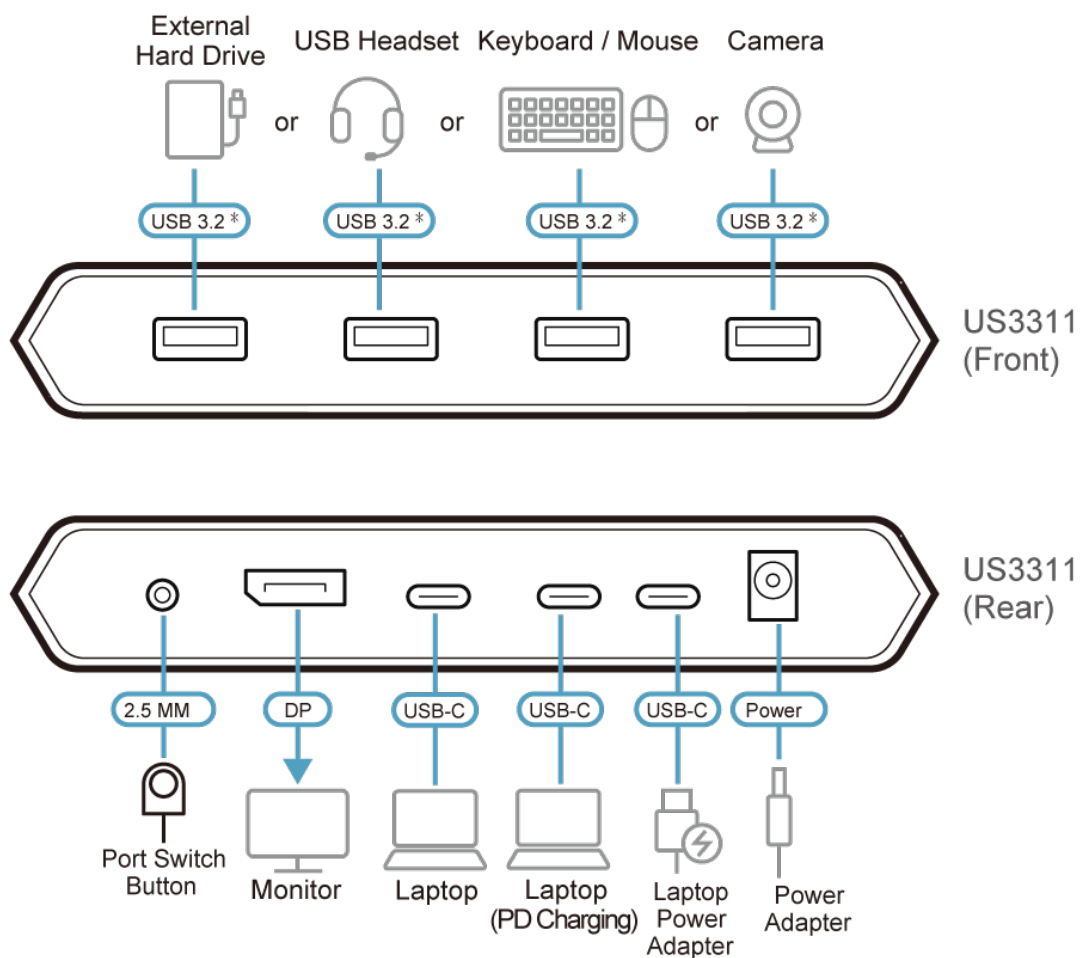 External
Hard Drive
USB Headset
Keyboard / Mouse
Camera
or
or
or
USB 3.2 *
USB 3.2 *
USB 3.2 *
USB 3.2 *
US3311
(Front)
US3311
(Rear)
2.5 MM
DP
USB-C
USB-C
USB-C
Power
Port Switch
Button
Monitor
Laptop
Laptop
(PD Charging)
Laptop
Power
Adapter
Power
Adapter